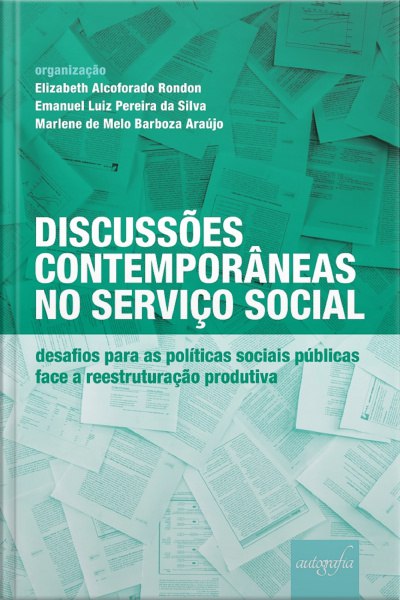 organização
Elizabeth Alcoforado Rondon
Emanuel Luiz Pereira da Silva
Marlene de Melo Barboza Araújo
DISCUSSÕES
CONTEMPORÂNEAS
NO SERVIÇO SOCIAL
desafios para as políticas sociais públicas
face a reestruturação produtiva
autografia